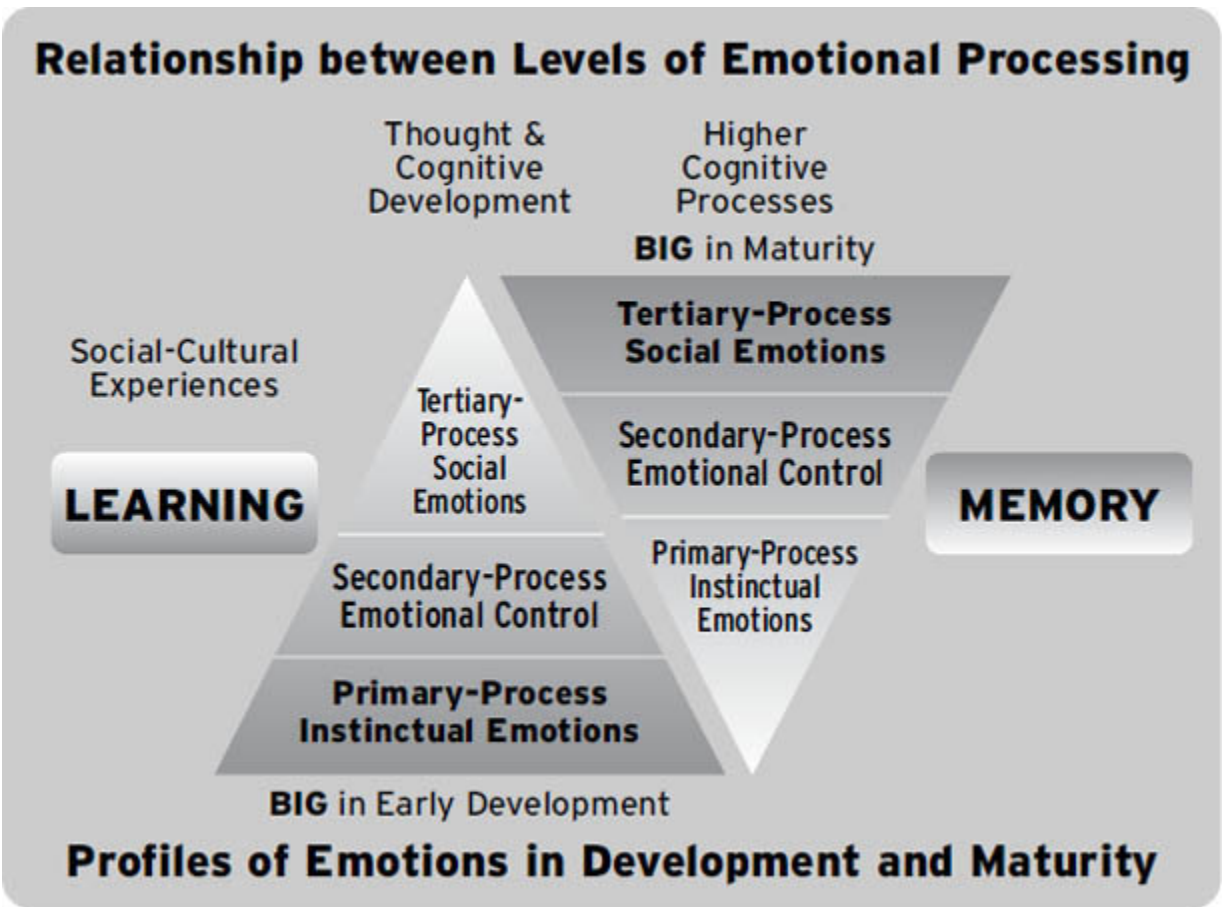 Relationship between Levels of Emotional Processing
Thought &
Cognitive
Development
Higher
Cognitive
Processes
BIG in Maturity
Social-Cultural
Experiences
LEARNING
Tertiary-
Process
Social
Emotions
Secondary-Process
Emotional Control
Primary-Process
Instinctual Emotions
BIG in Early Development
Tertiary-Process
Social Emotions
Secondary-Process
Emotional Control
Primary-Process
Instinctual
Emotions
MEMORY
Profiles of Emotions in Development and Maturity